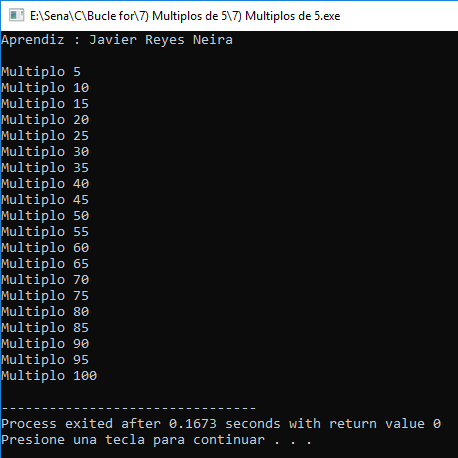 E:\Sena\C\Bucle for\7) Multiplos de 5\7) Multiplos de 5.exe
Aprendiz : Javier Reyes Neira
Multiplo 5
Multiplo 10
Multiplo 15
Multiplo 20
Multiplo 25
Multiplo 30
Multiplo 35
Multiplo 40
Multiplo 45
Multiplo 50
Multiplo 55
Multiplo 60
Multiplo 65
Multiplo 70
Multiplo 75
Multiplo 80
Multiplo 85
Multiplo 90
Multiplo 95
Multiplo 100
--------------------------------
Process exited after 0.1673 seconds with return value 0
Presione una tecla para continuar . . .